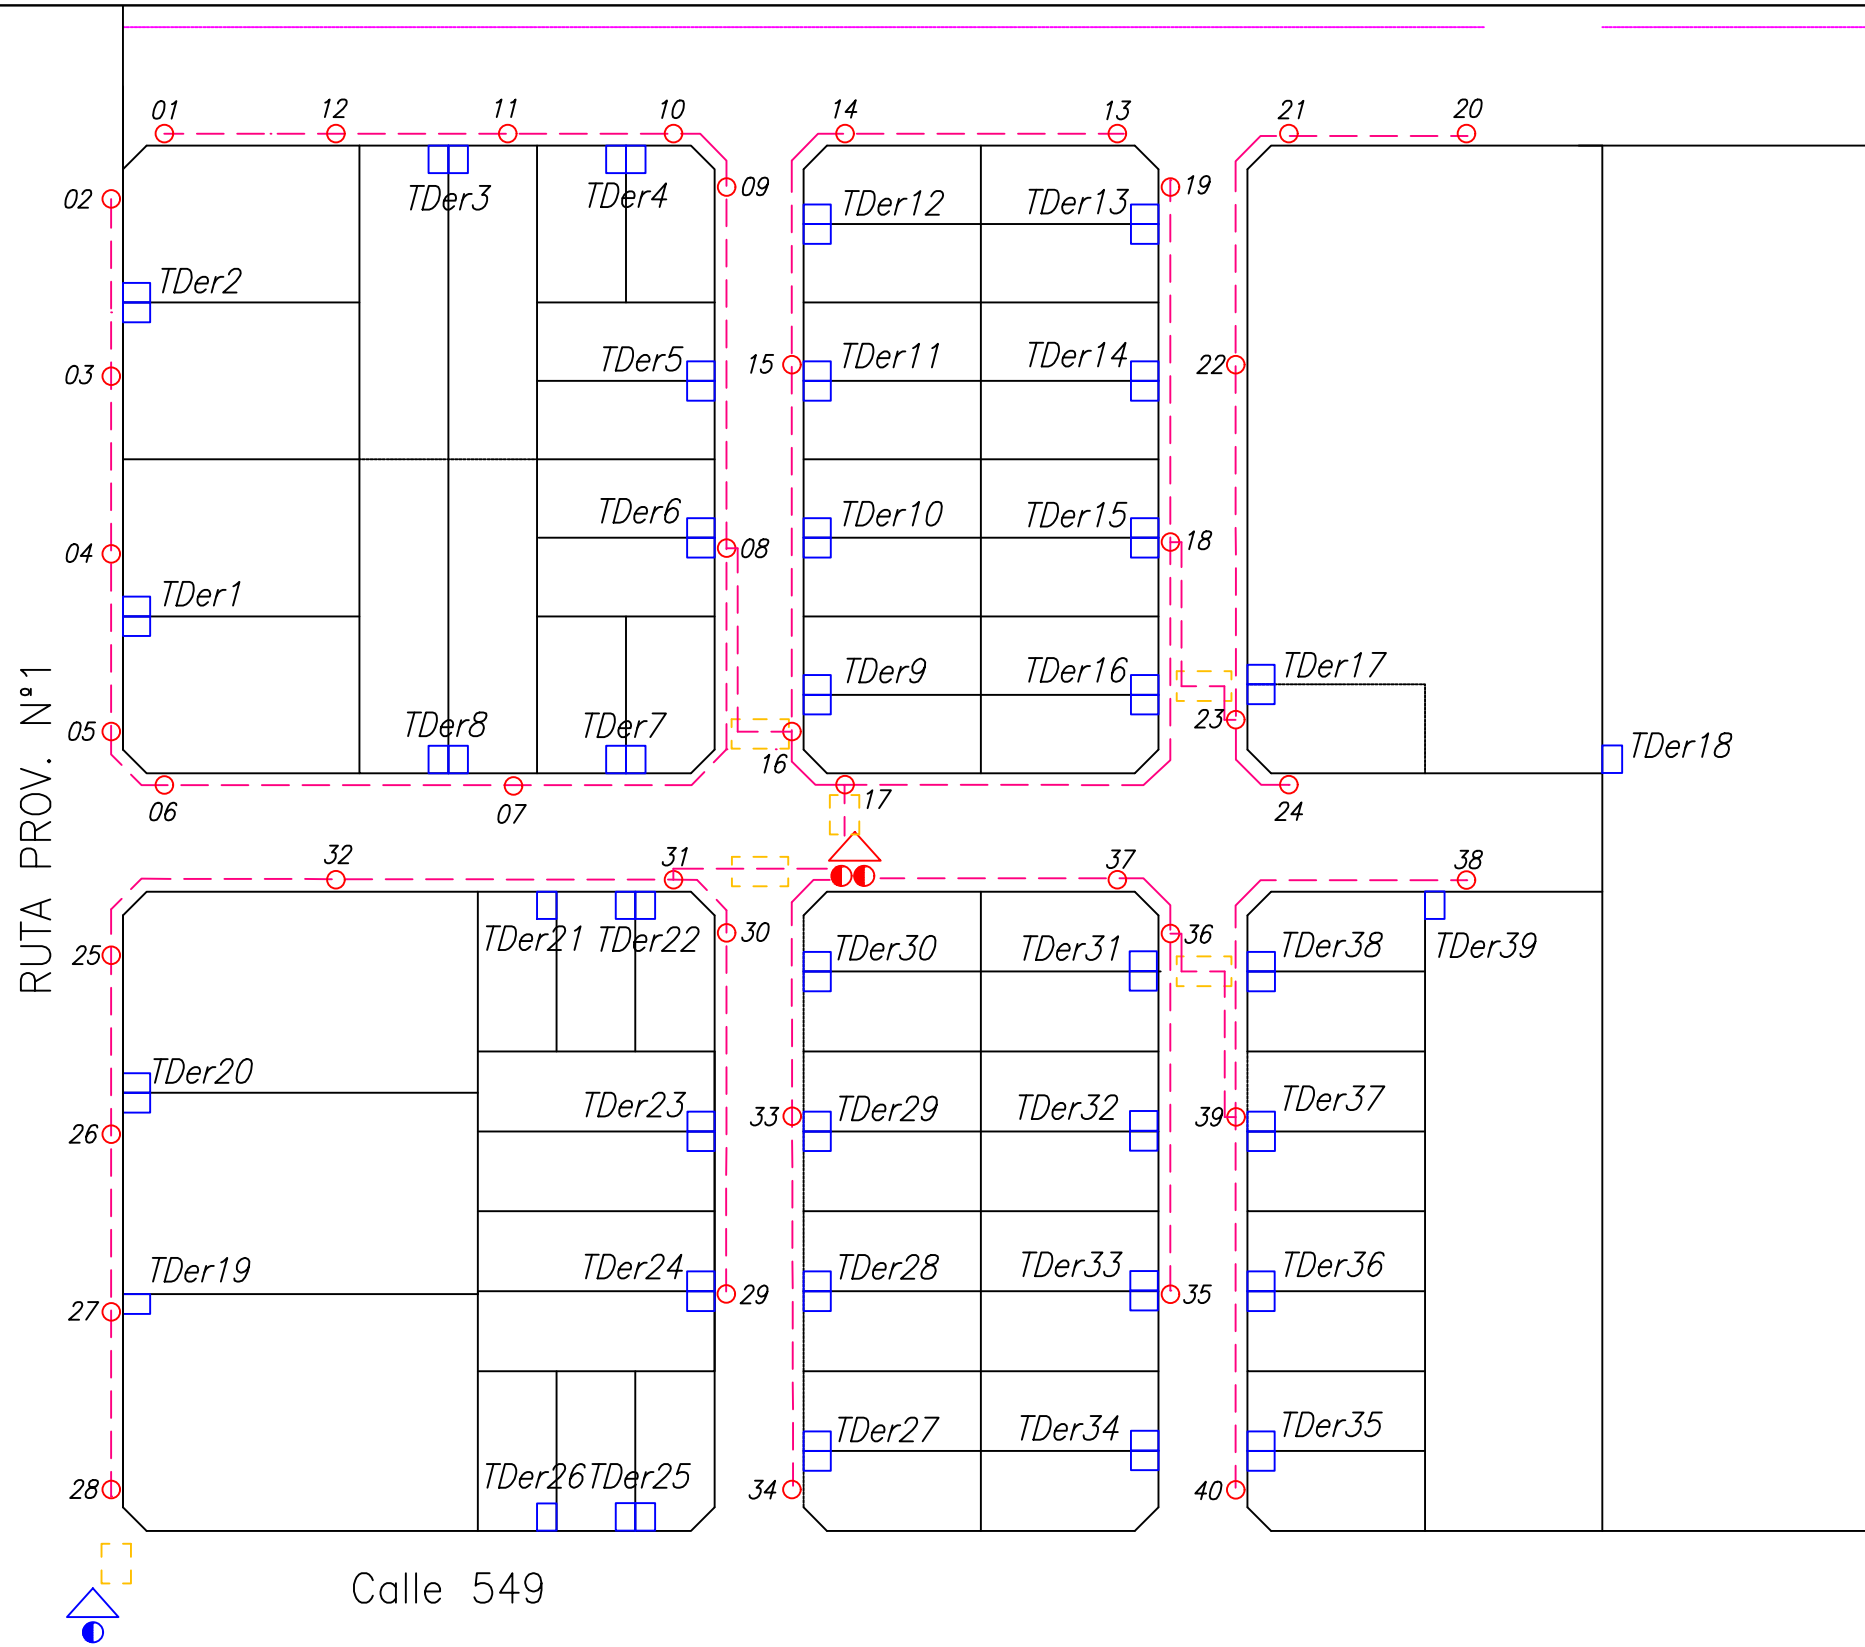 01 12 11 10 14 13 21 20
02 TDer3 TDer4 09 TDer12 TDer13 19
TDer2
03 TDer5 15 TDer11 TDer14 22
04 TDer6 08 TDer10 TDer15 18
TDer1
05 TDer8 TDer7 16 TDer9 TDer16 23 TDer17
TDer18
06 07 17 24
RUTA PROV. Nº1
32 31 37 38
25 TDer21 TDer22 30 TDer30 TDer31 36 TDer38 TDer39
TDer20
26 TDer23 33 TDer29 TDer32 39 TDer37
TDer19
27 TDer24 29 TDer28 TDer33 35 TDer36
TDer27 TDer34 TDer35
28 TDer26 TDer25 34 40
Calle 549